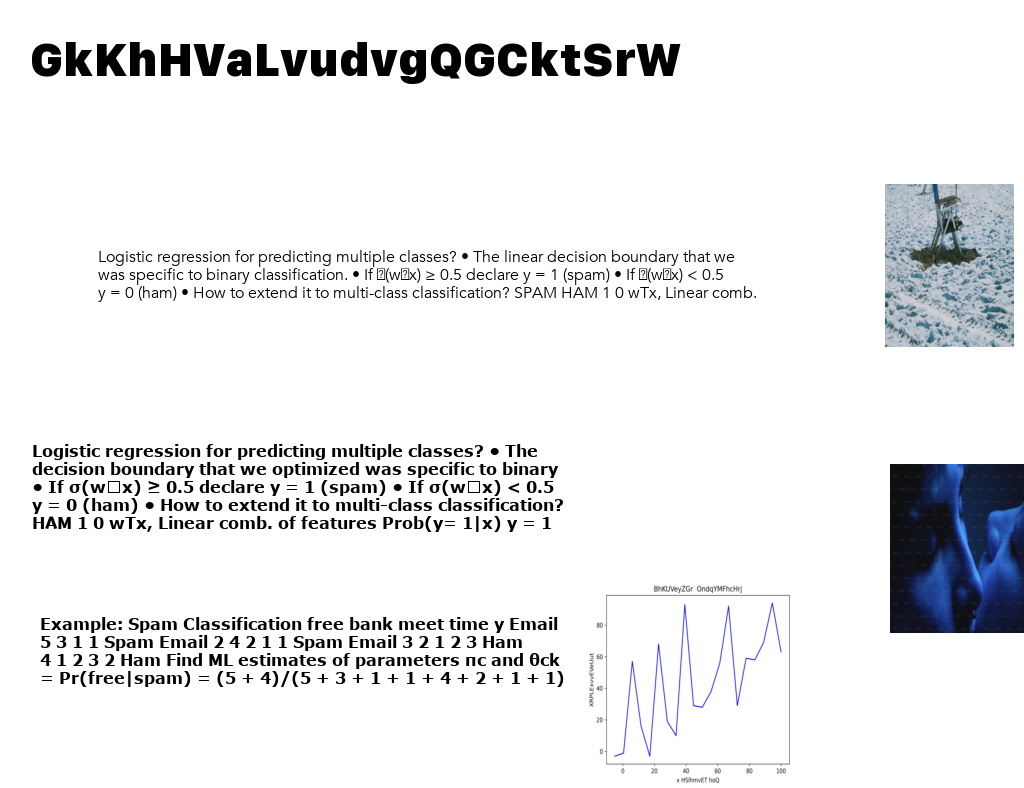 GkKhHVaLvudvgQGCktSrW
Logistic regression for predicting multiple classes? • The linear decision boundary that we
was specific to binary classification. • If (w x) ≥ 0.5 declare y = 1 (spam) • If (w x) < 0.5
y = 0 (ham) • How to extend it to multi-class classification? SPAM HAM 1 0 wTx, Linear comb.
Logistic regression for predicting multiple classes? • The
decision boundary that we optimized was specific to binary
• If σ(w□x) ≥ 0.5 declare y = 1 (spam) • If σ(w□x) < 0.5
y = 0 (ham) • How to extend it to multi-class classification?
HAM 1 0 wTx, Linear comb. of features Prob(y= 1|x) y = 1
Example: Spam Classification free bank meet time y Email
5 3 1 1 Spam Email 2 4 2 1 1 Spam Email 3 2 1 2 3 Ham
4 1 2 3 2 Ham Find ML estimates of parameters πc and θck
= Pr(free|spam) = (5 + 4)/(5 + 3 + 1 + 1 + 4 + 2 + 1 + 1)
BhKUVeyZGr OndqYMFhcHrj
80
60
40
20
0
0 20 40 60 80 100
x HSlhmvET hoQ